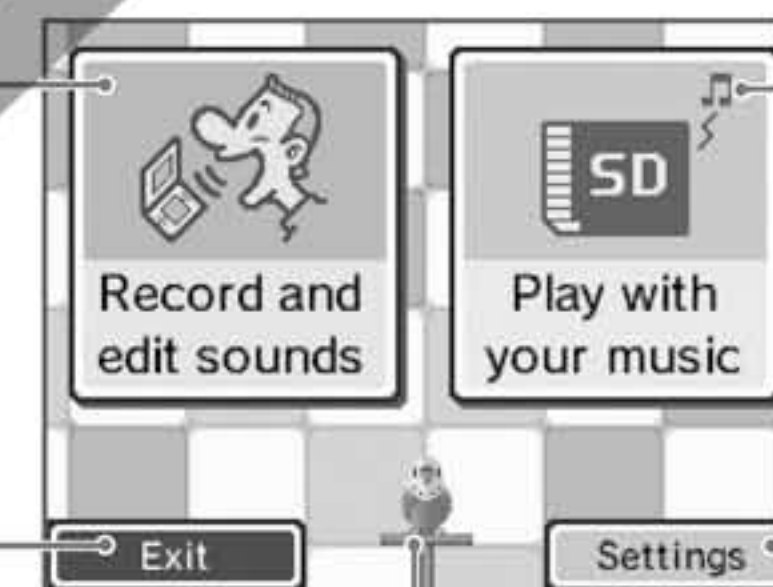 SD
Record and
edit sounds
Play with
your music
Exit
Settings